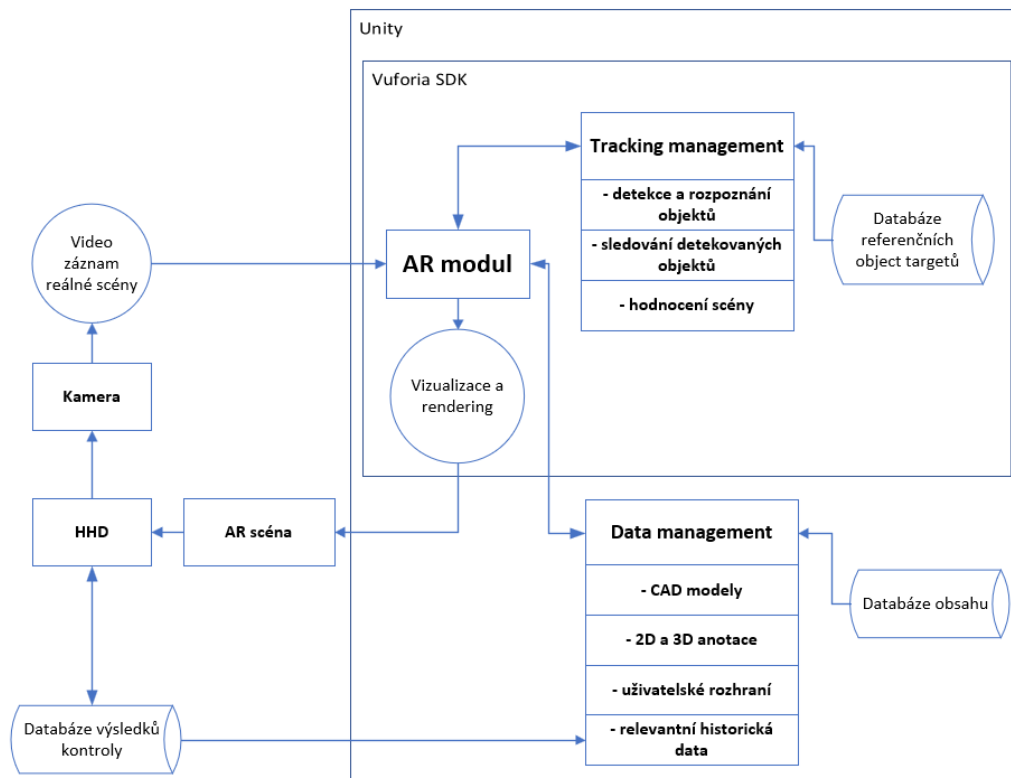 Unity
Vuforia SDK
Tracking management
- detekce a rozpoznání
objektů
- sledování detekovaných
objektů
- hodnocení scény
Databáze
referenčních
object targetů
Video
záznam
reálné scény
AR modul
Vizualizace a
rendering
Kamera
HHD
AR scéna
Data management
- CAD modely
- 2D a 3D anotace
- uživatelské rozhraní
- relevantní historická
data
Databáze obsahu
Databáze výsledků
kontroly